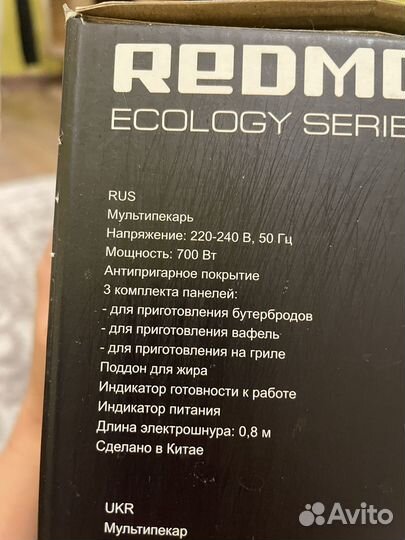 REDMO
ECOLOGY SERIE
RUS
Мультипекарь
Напряжение: 220-240 В, 50 Гц
Мощность: 700 Вт
Антипригарное покрытие
3 комплекта панелей:
- для приготовления бутербродов
- для приготовления вафель
- для приготовления на гриле
Поддон для жира
Индикатор готовности к работе
Индикатор питания
Длина электрошнура: 0,8 м
Сделано в Китае
UKR
Мультипекар
Avito